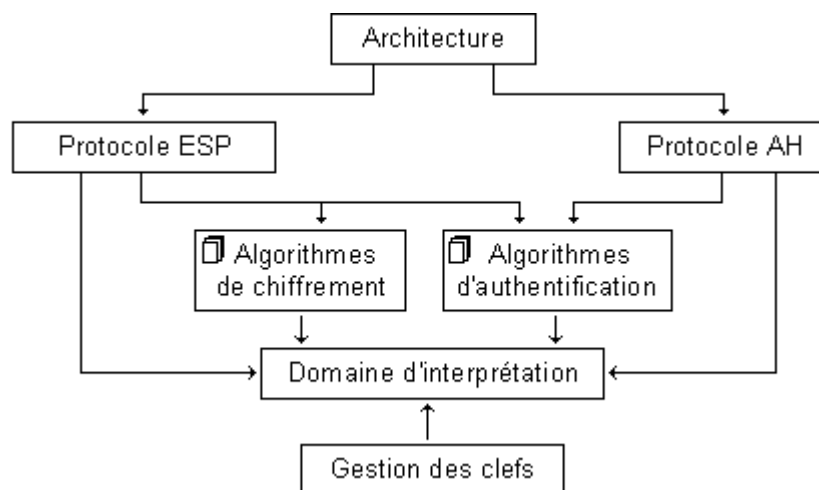 Architecture
Protocole ESP
Protocole AH
Algorithmes
de chiffrement
Algorithmes
d'authentification
Domaine d'interprétation
Gestion des clefs